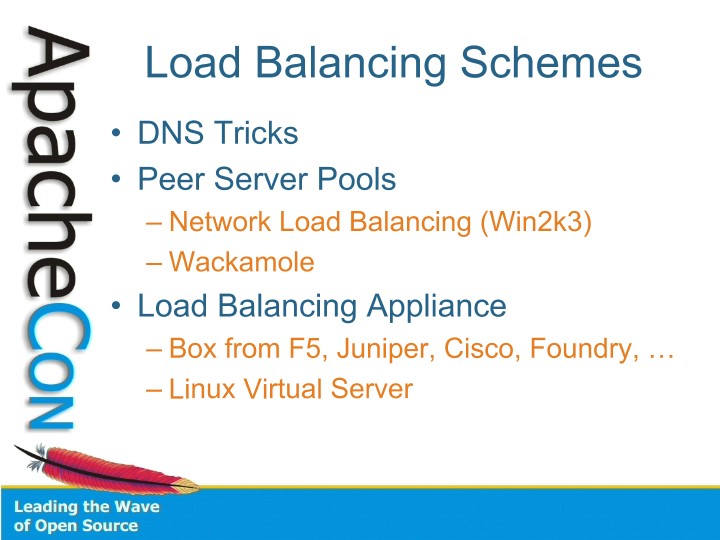 ApacheCon
Load Balancing Schemes
• DNS Tricks
• Peer Server Pools
– Network Load Balancing (Win2k3)
– Wackamole
• Load Balancing Appliance
– Box from F5, Juniper, Cisco, Foundry, …
– Linux Virtual Server
Leading the Wave
of Open Source